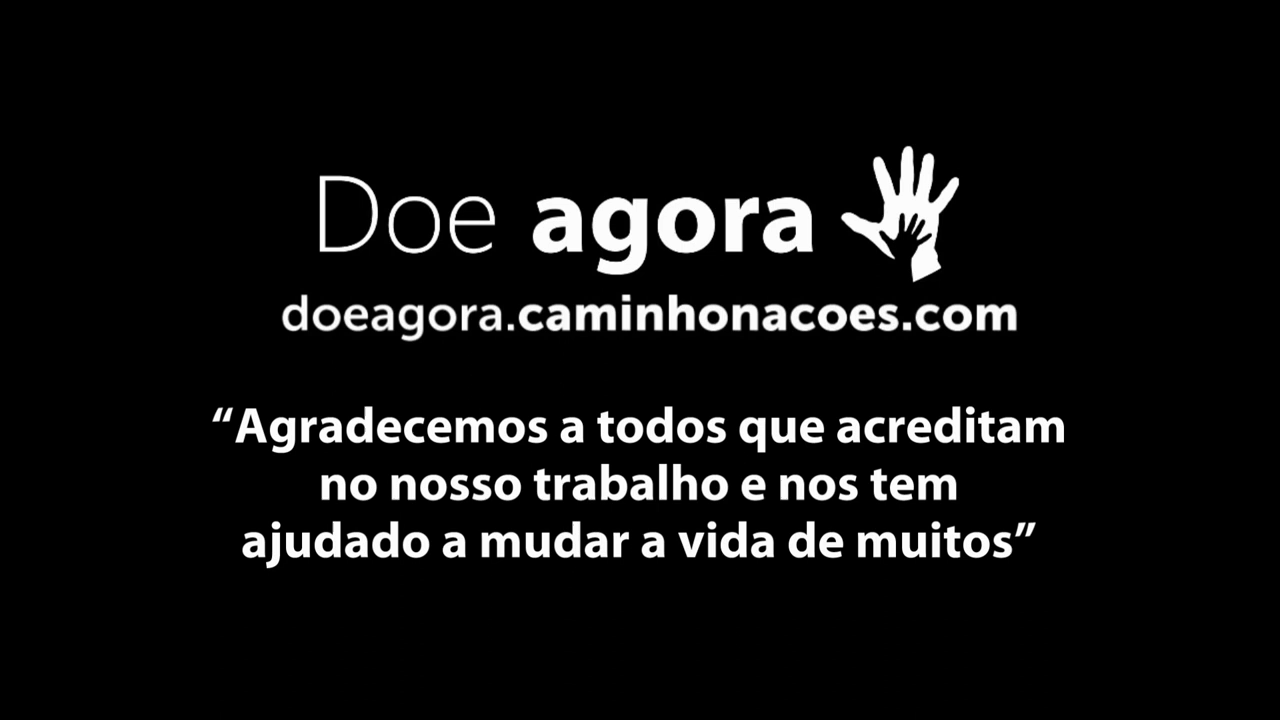 Doe agora
doeagora.caminhonacoes.com
“Agradecemos a todos que acreditam
no nosso trabalho e nos tem
ajudado a mudar a vida de muitos”